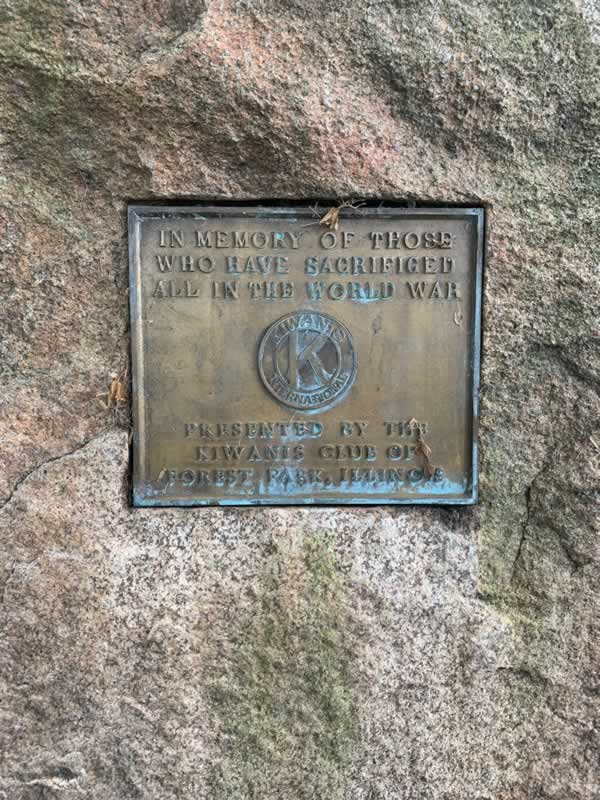 IN MEMORY OF THOSE
WHO HAVE SACRIFICED
ALL IN THE WORLD WAR
KIWANIS
K
INTERNATIONAL
PRESENTED BY THE
KIWANIS CLUB OF
FOREST PARK, ILLINOIS